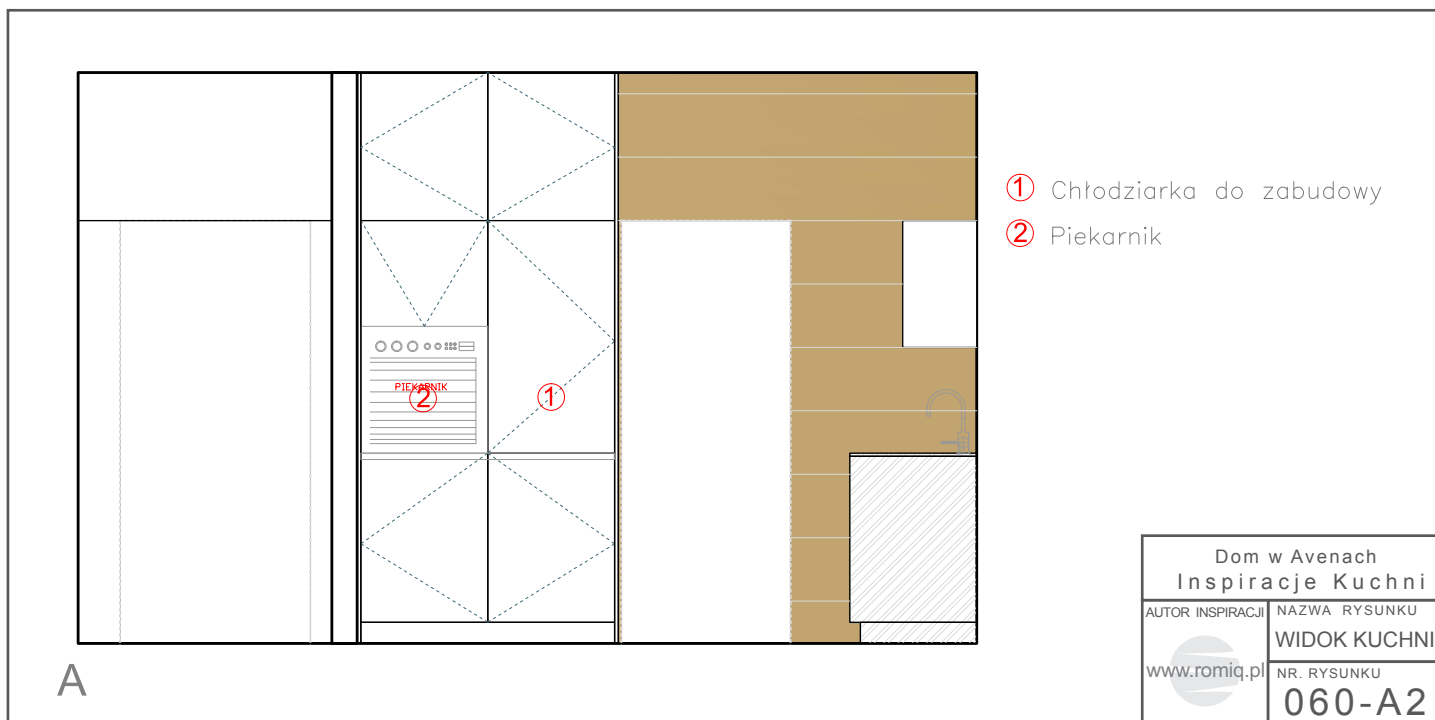 1 Chłodziarka do zabudowy
2 Piekarnik
PIEKARNIK
2
1
A
Dom w Avenach
Inspiracje Kuchni
AUTOR INSPIRACJI
www.romiq.pl
NAZWA RYSUNKU
WIDOK KUCHNI
NR. RYSUNKU
060-A2